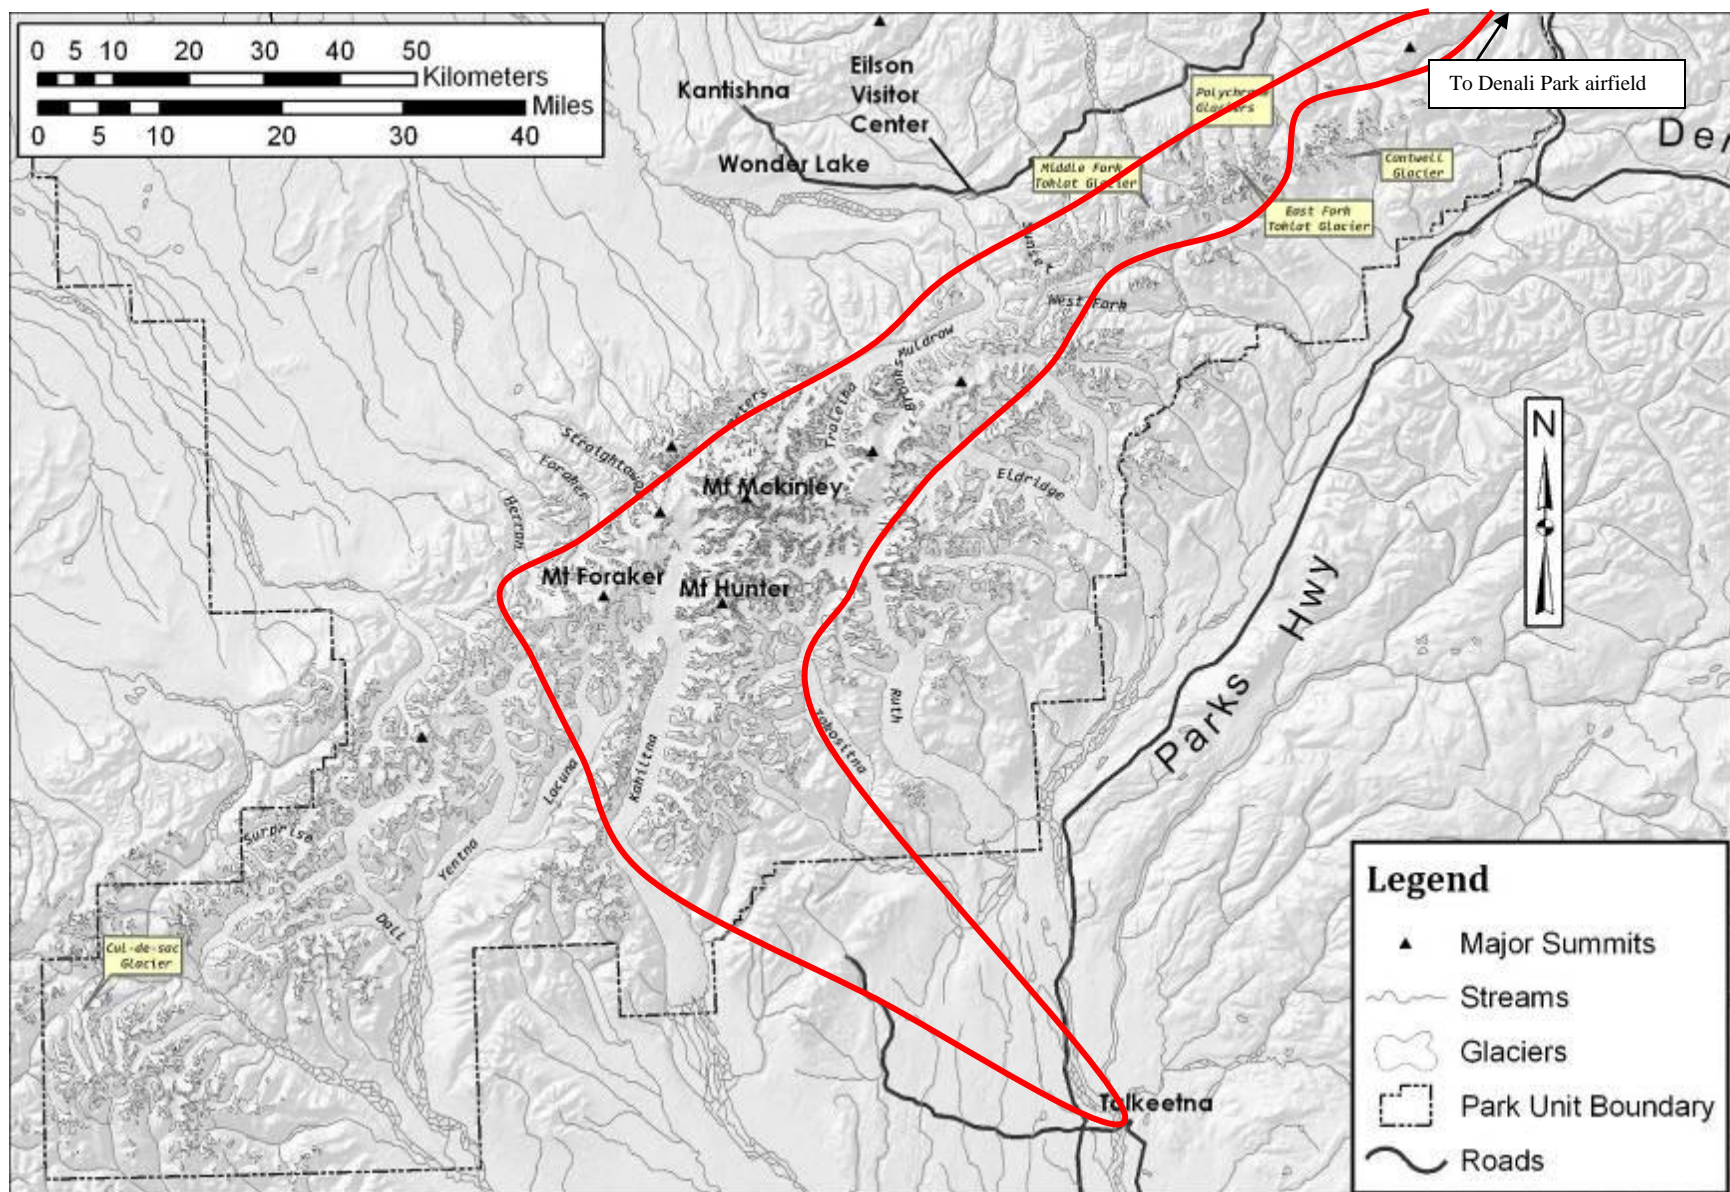 0 5 10 20 30 40 50
Kilometers
Miles
0 5 10 20 30 40
Kantishna
Eilson
Visitor
Center
Wonder Lake
Polychrome
Glaciers
To Denali Park airfield
Middle Fork
Toklat Glacier
Cantwell
Glacier
East Fork
Toklat Glacier
Sunset
West Fork
Muldrow
Brooks
Traleika
Peters
Straightaway
Foraker
Herron
Mt Mckinley
Eldridge
Mt Foraker
Mt Hunter
N
Parks Hwy
Ruth
Tokositna
Kahiltna
Lacuna
Yentna
Surprise
Dall
Cul-de-sac
Glacier
Talkeetna
Legend
Major Summits
Streams
Glaciers
Park Unit Boundary
Roads